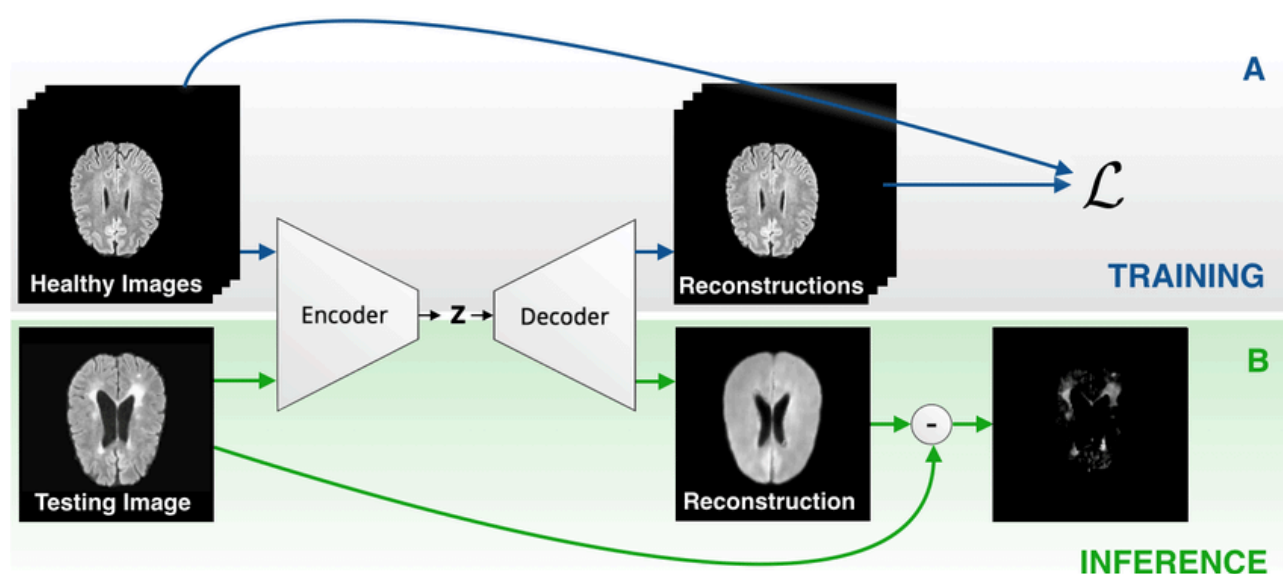 A
ℒ
Healthy Images
Reconstructions
TRAINING
Encoder
z
Decoder
B
Testing Image
Reconstruction
-
INFERENCE